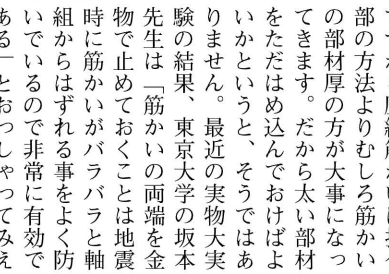 部の方法よりむしろ筋かい
の部材厚の方が大事になっ
てきます。だから太い部材
をただはめ込んでおけばよ
いかというと、そうではあ
りません。最近の実物大実
験の結果、東京大学の坂本
先生は「筋かいの両端を金
物で止めておくことは地震
時に筋かいがバラバラと軸
組からはずれる事をよく防
いでいるので非常に有効で
ある」とおっしゃってみえ